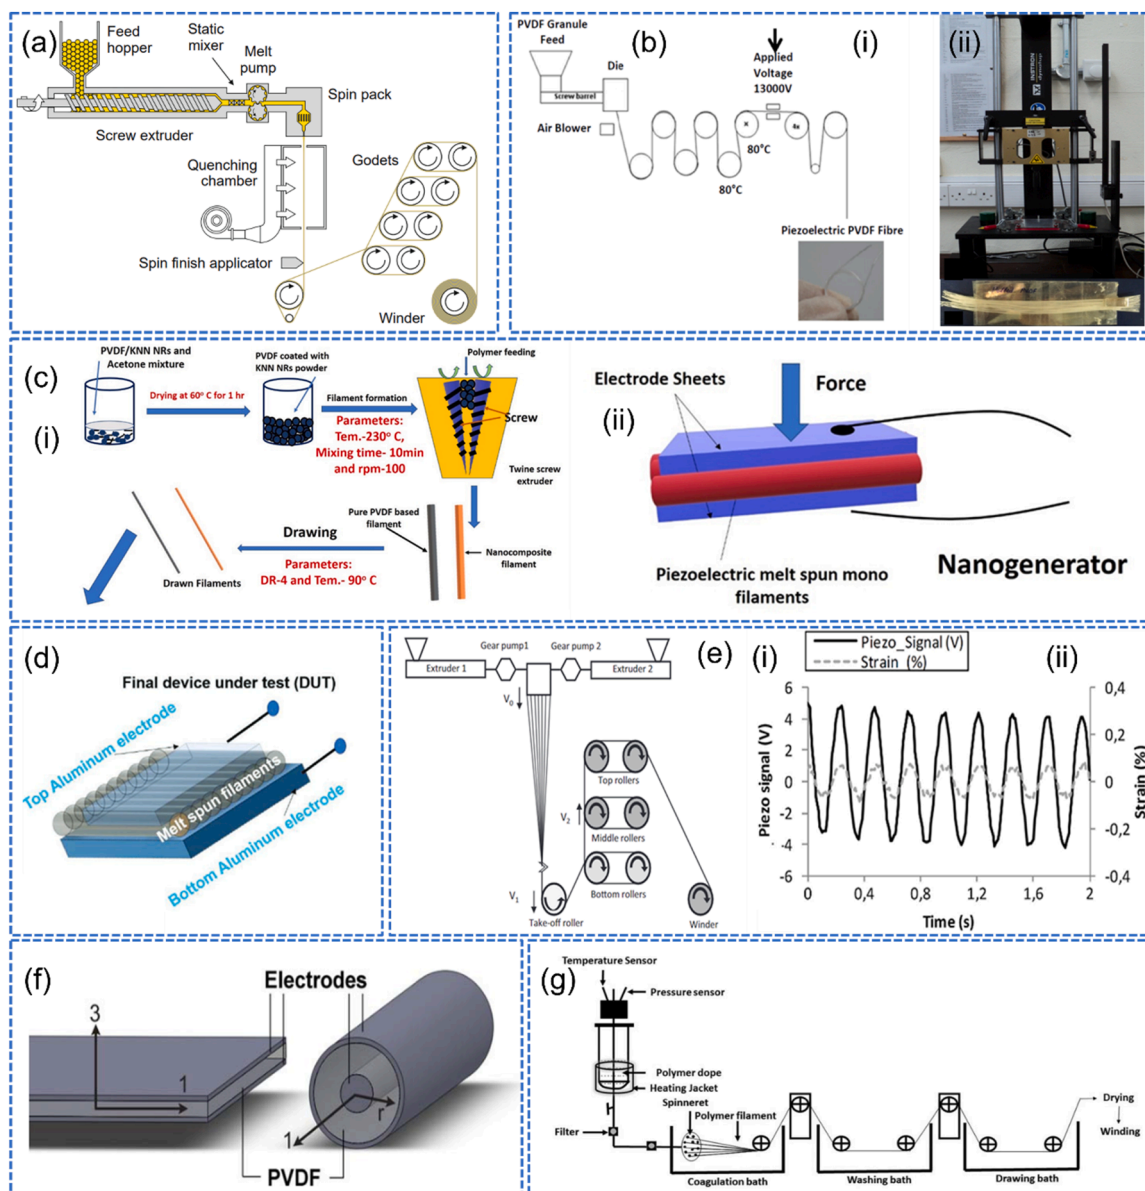 (a)
Feed
hopper
Static
mixer
Melt
pump
Spin pack
Screw extruder
Quenching
chamber
Godets
Spin finish applicator
Winder
(b)
(i)
(ii)
PVDF Granule
Feed
Die
Screw barrel
Air Blower
Applied
Voltage
13000V
x
4x
80°C
80°C
Piezoelectric PVDF Fibre
INSTRON
(c)
(i)
PVDF/KNN NRs and
Acetone mixture
Drying at 60° C for 1 hr
PVDF coated with
KNN NRs powder
Filament formation
Parameters:
Tem.-230° C,
Mixing time- 10min
and rpm-100
Polymer feeding
Screw
Twine screw
extruder
Pure PVDF based
filament
Nanocomposite
filament
Drawing
Parameters:
DR-4 and Tem.- 90° C
Drawn Filaments
(ii)
Electrode Sheets
Force
Piezoelectric melt spun mono
filaments
Nanogenerator
(d)
Final device under test (DUT)
Top Aluminum electrode
Melt spun filaments
Bottom Aluminum electrode
(e)
(i)
(ii)
Gear pump1
Gear pump 2
Extruder 1
Extruder 2
V0
Top rollers
V2
Middle rollers
Bottom rollers
V1
Take-off roller
Winder
Piezo_Signal (V)
Strain (%)
Piezo signal (V)
6
4
2
0
-2
-4
-6
0,4
0,2
0
-0,2
-0,4
Strain (%)
0 0,4 0,8 1,2 1,6 2
Time (s)
(f)
Electrodes
3
1
r
1
PVDF
(g)
Temperature Sensor
Pressure sensor
Polymer dope
Heating Jacket
Spinneret
Polymer filament
Filter
Drying
Winding
Coagulation bath
Washing bath
Drawing bath